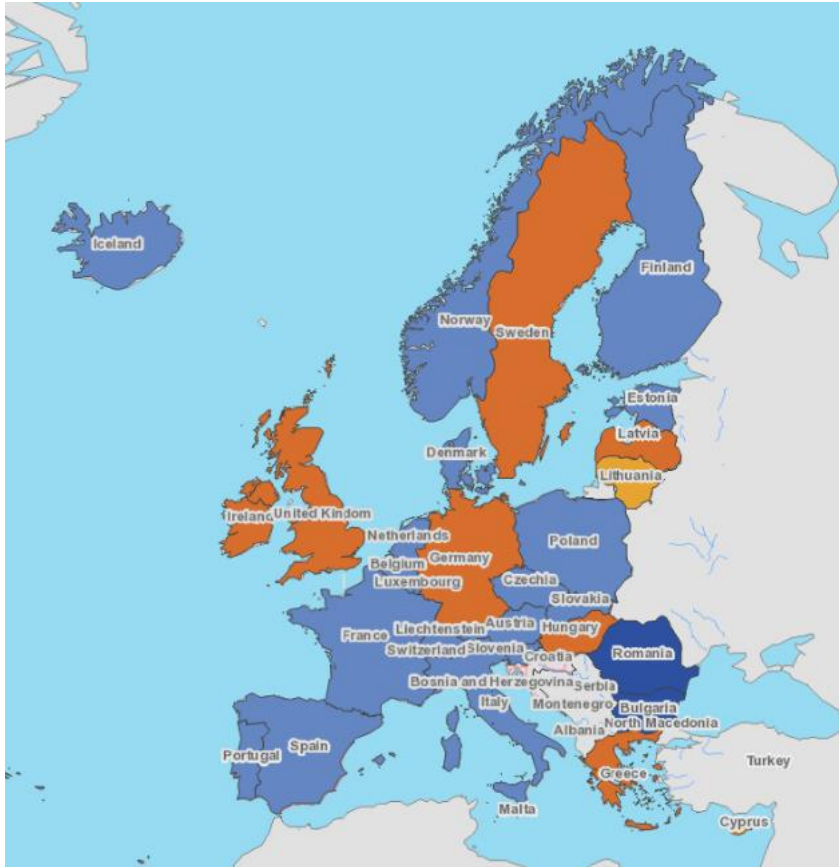 Iceland
Finland
Norway
Sweden
Estonia
Latvia
Denmark
Lithuania
Ireland
United Kindom
Netherlands
Poland
Belgium
Germany
Luxembourg
Czechia
Slovakia
Austria
France
Liechtenstein
Hungary
Switzerland
Slovenia
Croatia
Romania
Bosnia and Herzegovina
Serbia
Italy
Montenegro
Bulgaria
North Macedonia
Albania
Portugal
Spain
Turkey
Greece
Malta
Cyprus